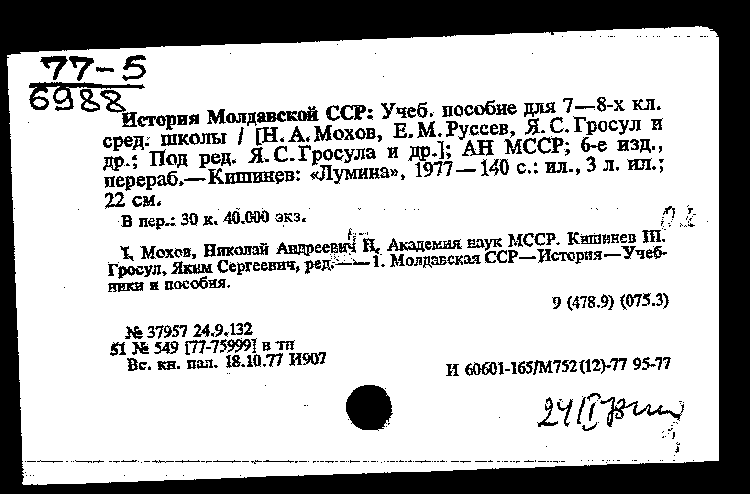 77-5
6988
История Молдавской ССР: Учеб. пособие для 7—8-х кл.
сред. школы / [Н. А. Мохов, Е. М. Руссев, Я. С. Гросул и
др.; Под ред. Я. С. Гросула и др.]; АН МССР; 6-е изд.,
перераб.— Кишинев: «Лумина», 1977 — 140 с.: ил., 3 л. ил.;
22 см.
В пер.: 30 к. 40.000 экз.
I. Мохов, Николай Андреевич II. Академия наук МССР. Кишинев III.
Гросул, Яким Сергеевич, ред.— — 1. Молдавская ССР—История—Учеб-
ники и пособия.
9 (478.9) (075.3)
№ 37957 24.9.132
51 № 549 [77-75999] в тп
Вс. кн. пал. 18.10.77 И907
И 60601-165/М752(12)-77 95-77